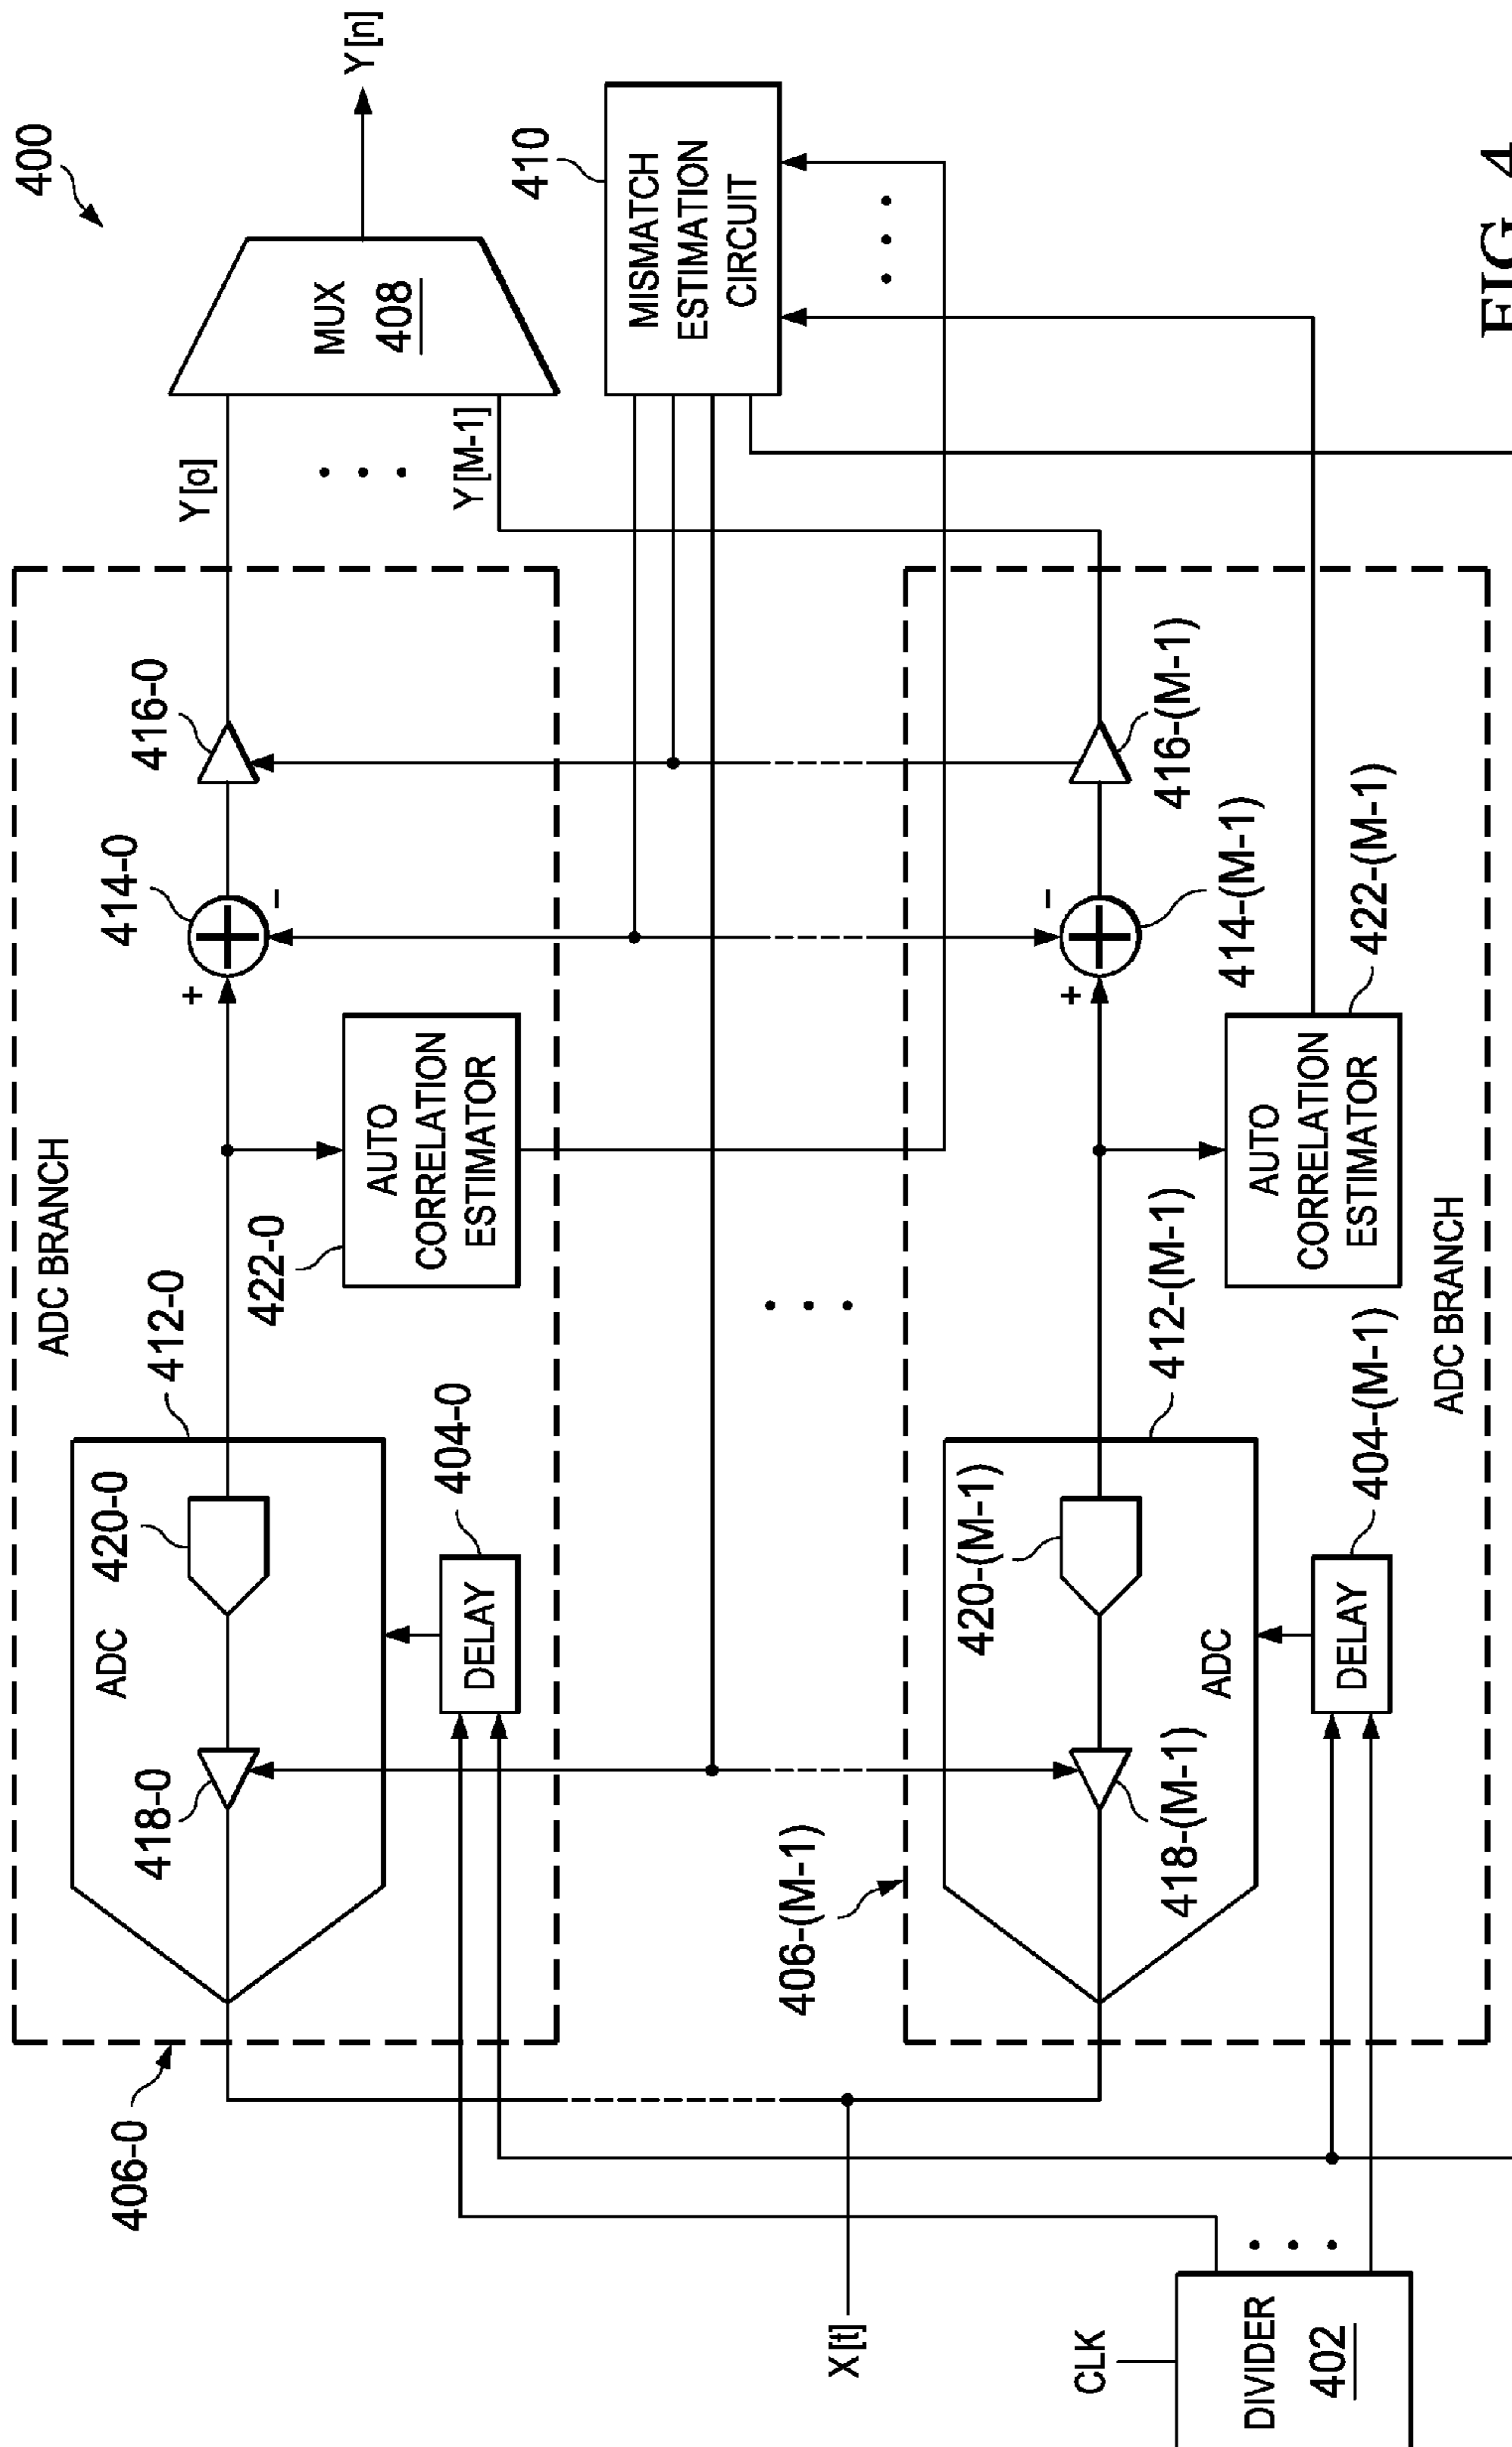 400
Y[n]
MUX
408
410
MISMATCH
ESTIMATION
CIRCUIT
Y[o]
Y[M-1]
ADC BRANCH
416-0
414-0
AUTO
CORRELATION
ESTIMATOR
422-0
412-0
420-0
ADC
418-0
404-0
DELAY
406-0
+
-
416-(M-1)
414-(M-1)
+
-
AUTO
CORRELATION
ESTIMATOR
422-(M-1)
412-(M-1)
420-(M-1)
ADC
418-(M-1)
404-(M-1)
DELAY
406-(M-1)
ADC BRANCH
X[t]
CLK
DIVIDER
402
FIG. 4